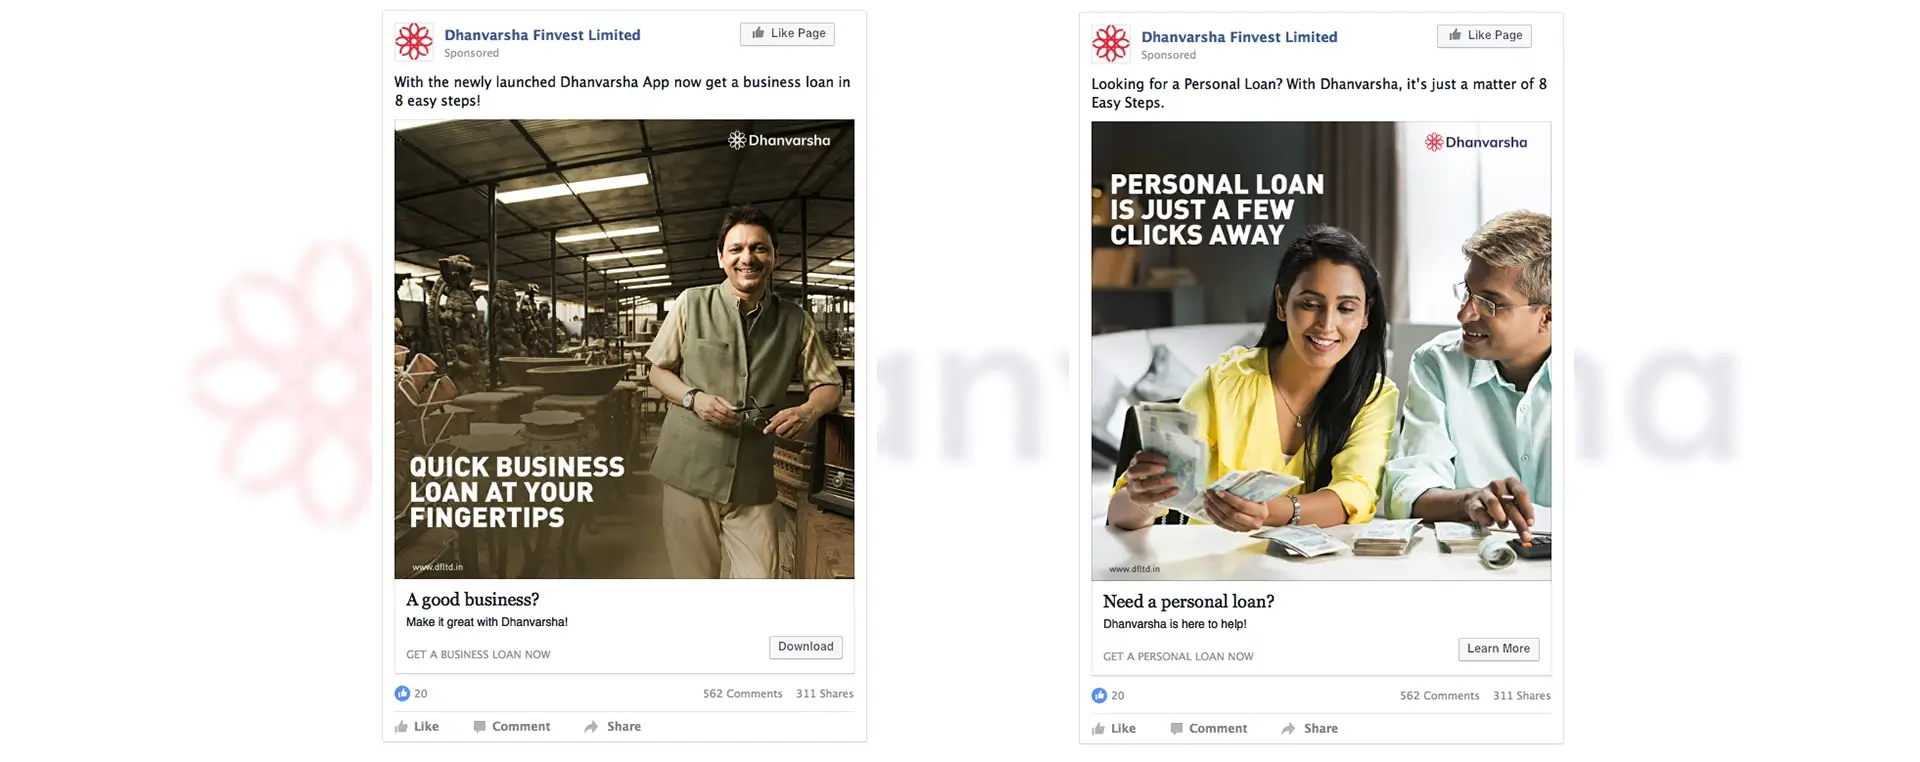 Dhanvarsha Finvest Limited
Like Page
Sponsored
With the newly launched Dhanvarsha App now get a business loan in
8 easy steps!
Dhanvarsha
QUICK BUSINESS
LOAN AT YOUR
FINGERTIPS
www.dfltd.in
A good business?
Make it great with Dhanvarsha!
GET A BUSINESS LOAN NOW
Download
20
562 Comments 311 Shares
Like Comment Share
Dhanvarsha Finvest Limited
Like Page
Sponsored
Looking for a Personal Loan? With Dhanvarsha, it's just a matter of 8
Easy Steps.
Dhanvarsha
PERSONAL LOAN
IS JUST A FEW
CLICKS AWAY
www.dfltd.in
Need a personal loan?
Dhanvarsha is here to help!
GET A PERSONAL LOAN NOW
Learn More
20
562 Comments 311 Shares
Like Comment Share